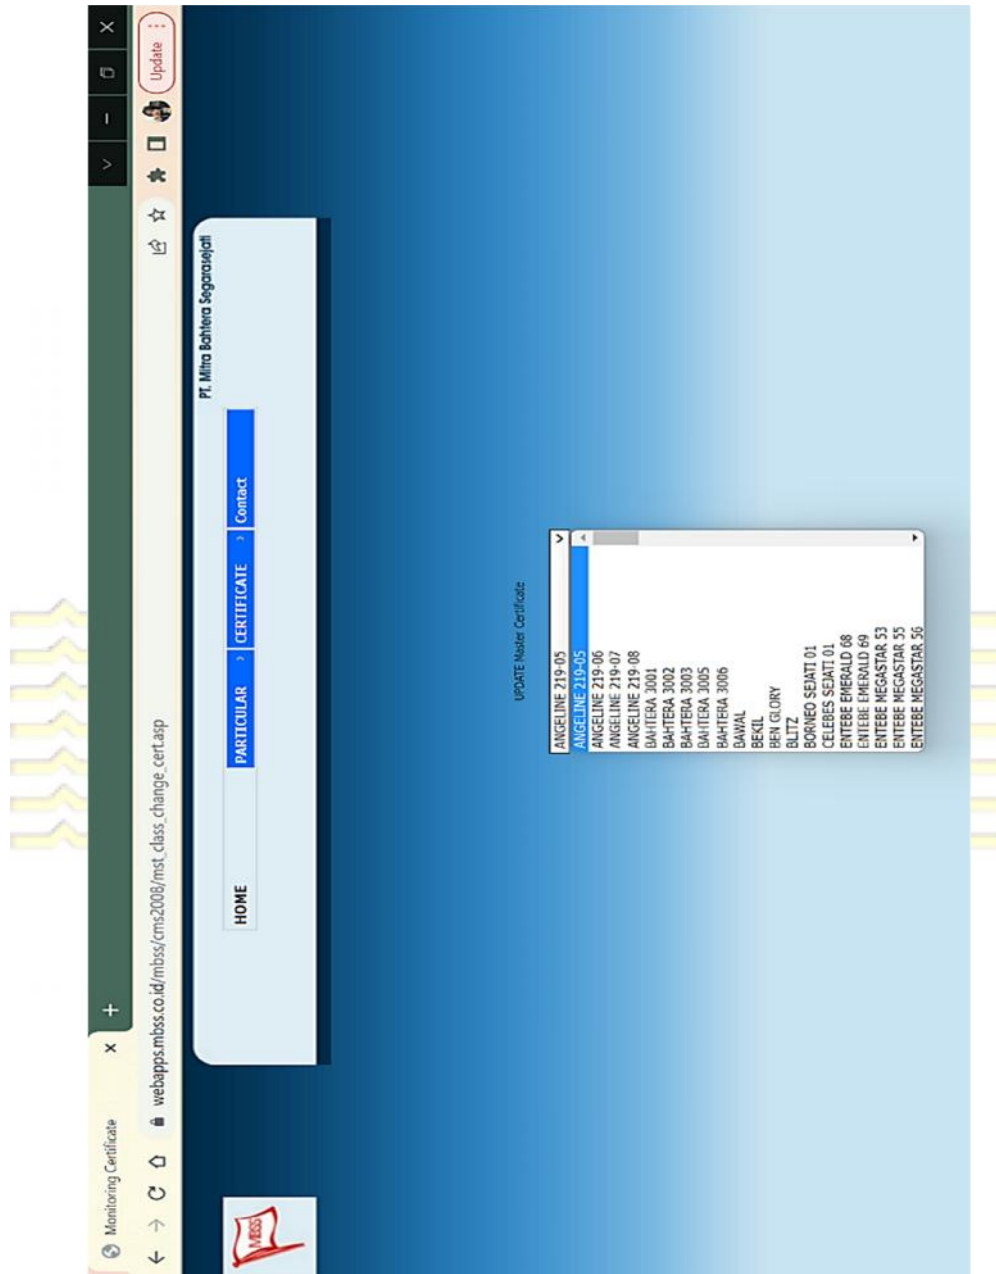 Monitoring Certificate
webapps.mbss.co.id/mbss/cms2008/mst_class_change_cert.asp
Update
PT. Mitra Bahtera Segarasejati
MBSS
HOME PARTICULAR CERTIFICATE Contact
UPDATE Master Certificate
ANGELINE 219-05
ANGELINE 219-05
ANGELINE 219-06
ANGELINE 219-07
ANGELINE 219-08
BAHTERA 3001
BAHTERA 3002
BAHTERA 3003
BAHTERA 3005
BAHTERA 3006
BAWAL
BEKIL
BEN GLORY
BLITZ
BORNEO SEJATI 01
CELEBES SEJATI 01
ENTEBE EMERALD 68
ENTEBE EMERALD 69
ENTEBE MEGASTAR 53
ENTEBE MEGASTAR 55
ENTEBE MEGASTAR 56